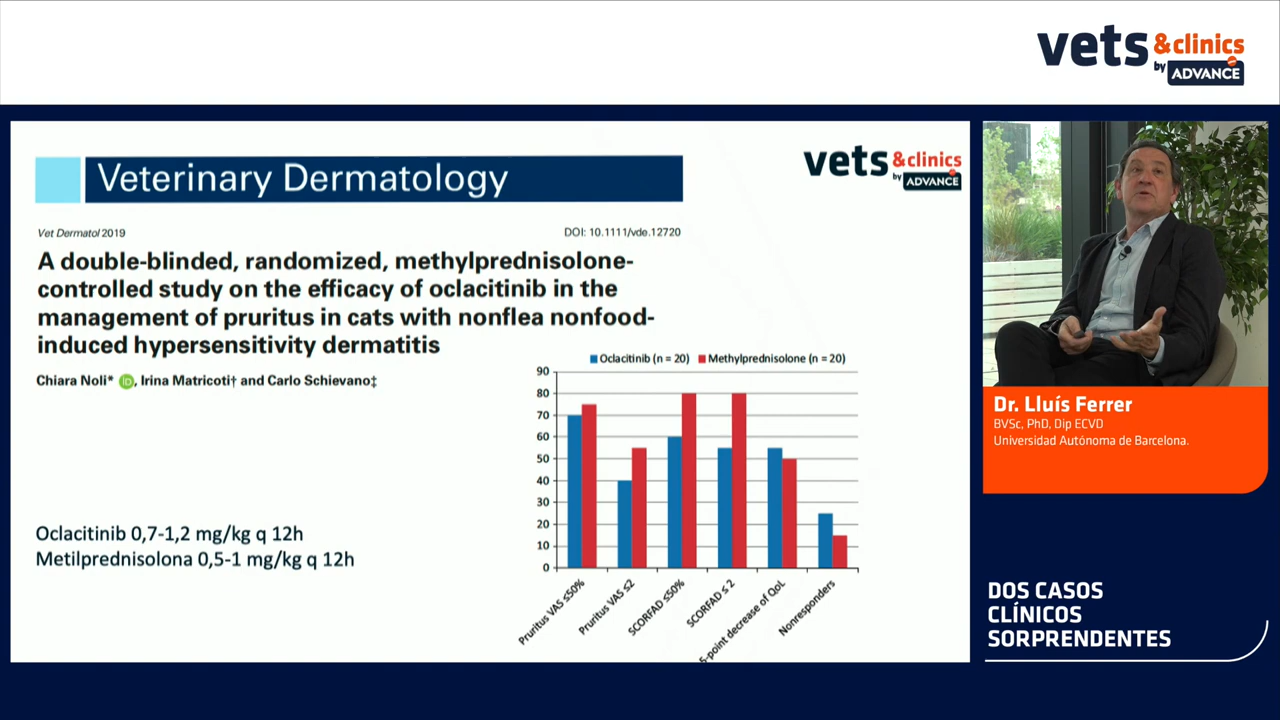 vets &clinics
by ADVANCE
Veterinary Dermatology
vets &clinics
by ADVANCE
Vet Dermatol 2019
DOI: 10.1111/vde.12720
A double-blinded, randomized, methylprednisolone-
controlled study on the efficacy of oclacitinib in the
management of pruritus in cats with nonflea nonfood-
induced hypersensitivity dermatitis
Chiara Noli* iD, Irina Matricoti† and Carlo Schievano‡
Oclacitinib (n = 20) Methylprednisolone (n = 20)
90
80
70
60
50
40
30
20
10
0
Pruritus VAS ≤50%
Pruritus VAS ≤2
SCORFAD ≤50%
SCORFAD ≤ 2
5-point decrease of QoL
Nonresponders
Oclacitinib 0,7-1,2 mg/kg q 12h
Metilprednisolona 0,5-1 mg/kg q 12h
Dr. Lluís Ferrer
BVSc, PhD, Dip ECVD
Universidad Autónoma de Barcelona.
DOS CASOS
CLÍNICOS
SORPRENDENTES